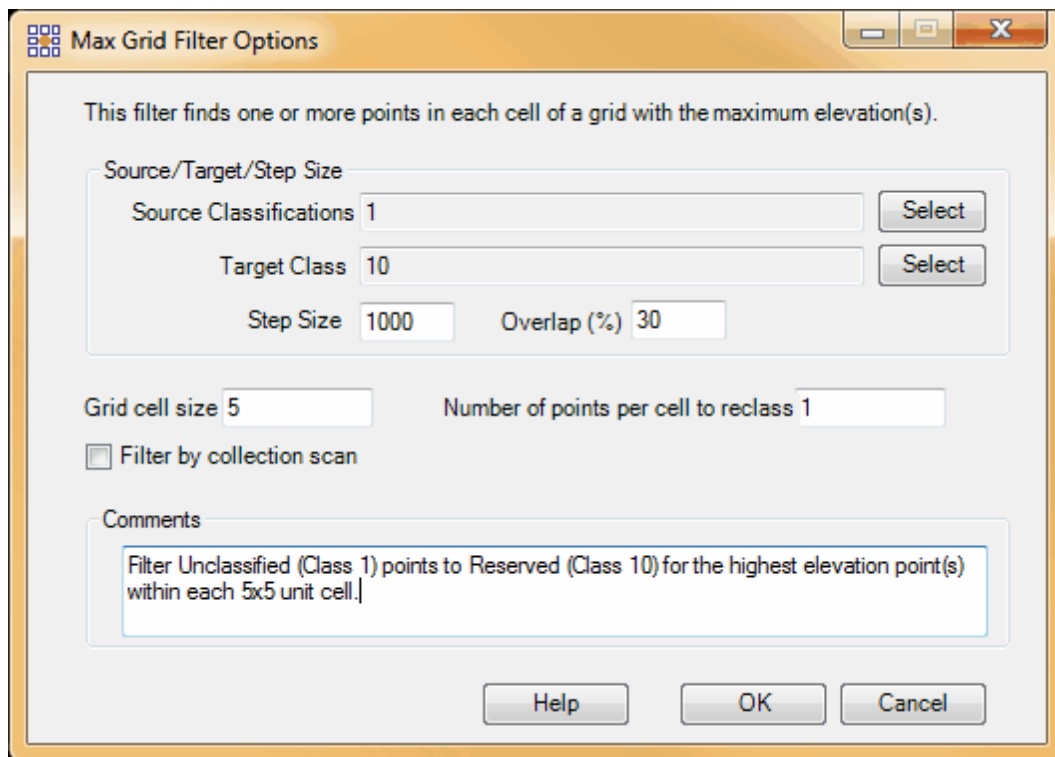 Max Grid Filter Options
This filter finds one or more points in each cell of a grid with the maximum elevation(s).
Source/Target/Step Size
Source Classifications 1 Select
Target Class 10 Select
Step Size 1000 Overlap (%) 30
Grid cell size 5 Number of points per cell to reclass 1
Filter by collection scan
Comments
Filter Unclassified (Class 1) points to Reserved (Class 10) for the highest elevation point(s)
within each 5x5 unit cell.
Help OK Cancel